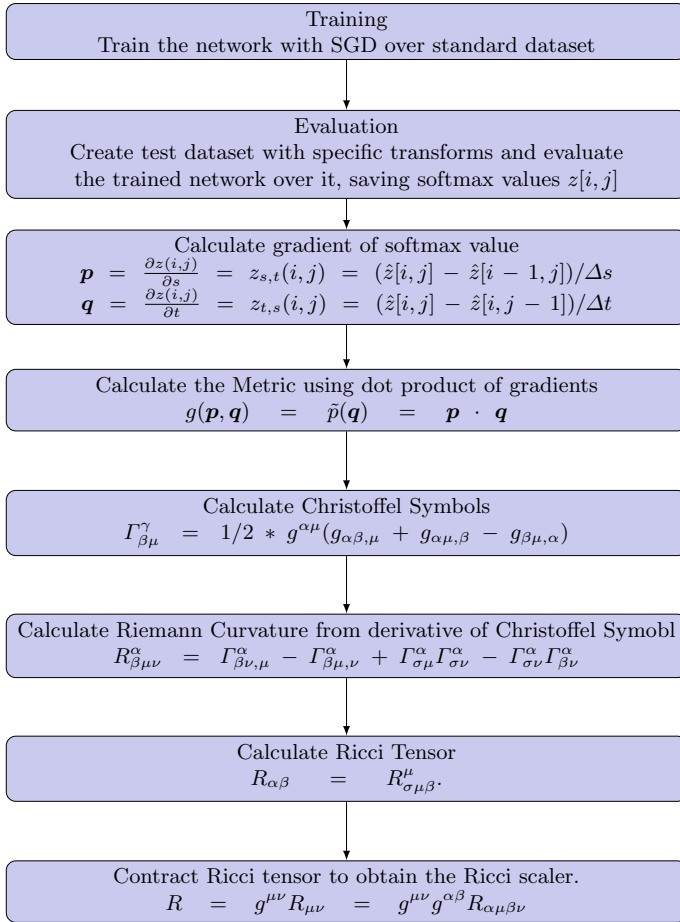 Training
Train the network with SGD over standard dataset
Evaluation
Create test dataset with specific transforms and evaluate
the trained network over it, saving softmax values z[i, j]
Calculate gradient of softmax value
p = ∂z(i,j)/∂s = z_{s,t}(i, j) = (ẑ[i, j] − ẑ[i − 1, j])/Δs
q = ∂z(i,j)/∂t = z_{t,s}(i, j) = (ẑ[i, j] − ẑ[i, j − 1])/Δt
Calculate the Metric using dot product of gradients
g(p, q) = p̃(q) = p · q
Calculate Christoffel Symbols
Γ^γ_{βμ} = 1/2 * g^{αμ}(g_{αβ,μ} + g_{αμ,β} − g_{βμ,α})
Calculate Riemann Curvature from derivative of Christoffel Symobl
R^α_{βμν} = Γ^α_{βν,μ} − Γ^α_{βμ,ν} + Γ^α_{σμ}Γ^α_{σν} − Γ^α_{σν}Γ^α_{βν}
Calculate Ricci Tensor
R_{αβ} = R^μ_{σμβ}.
Contract Ricci tensor to obtain the Ricci scaler.
R = g^{μν}R_{μν} = g^{μν}g^{αβ}R_{αμβν}